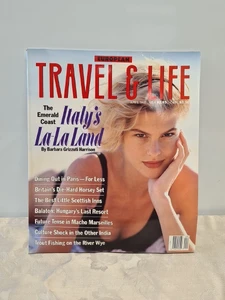 EUROPEAN
TRAVEL & LIFE
The
Emerald
Coast
Italy's
La-La Land
By Barbara Grizzuti Harrison
Dining Out in Paris—For Less
Britain's Die-Hard Horsey Set
The Best Little Scottish Inns
Balaton: Hungary's Last Resort
Future Tense in Macho Marseilles
Culture Shock in the Other India
Trout Fishing on the River Wye